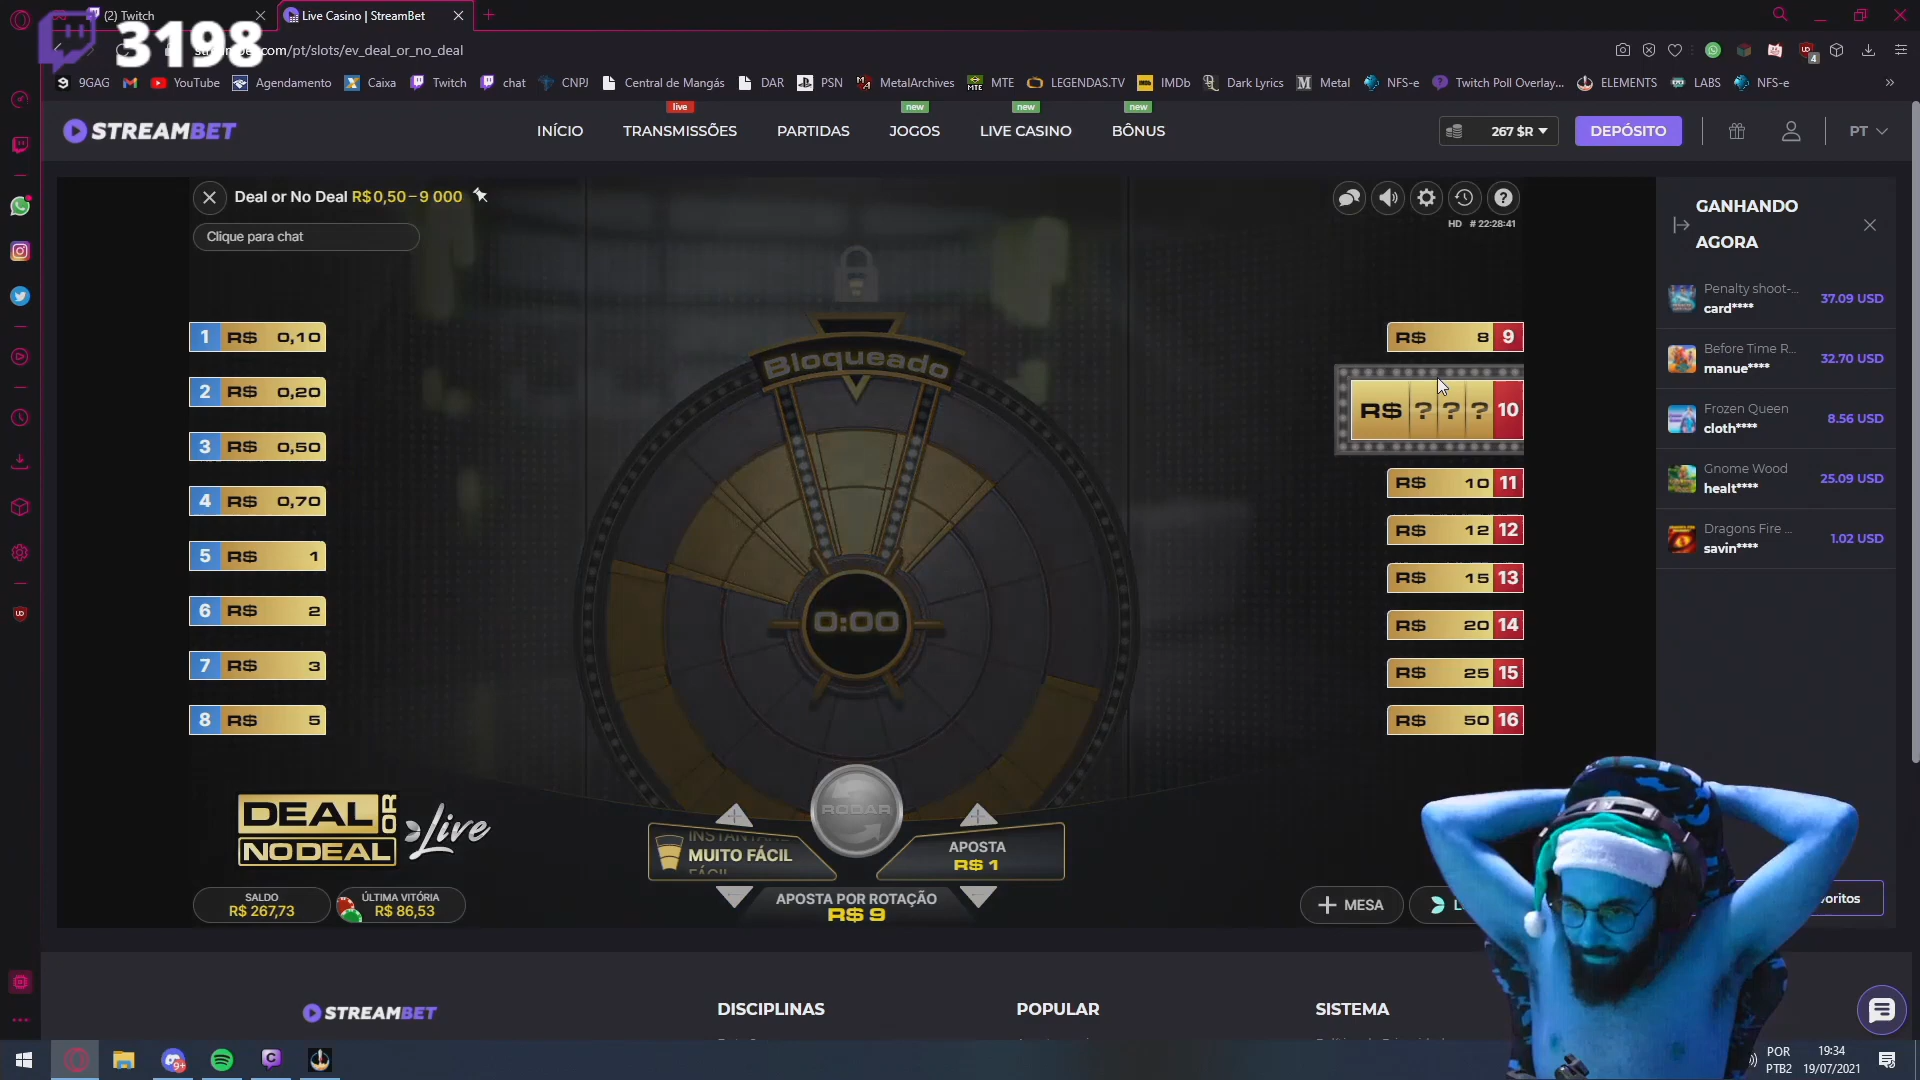 (2) Twitch
Live Casino | StreamBet
3198
.com/pt/slots/ev_deal_or_no_deal
9GAG
YouTube
Agendamento
Caixa
Twitch
chat
CNPJ
Central de Mangás
DAR
PSN
MetalArchives
MTE
LEGENDAS.TV
IMDb
Dark Lyrics
Metal
NFS-e
Twitch Poll Overlay...
ELEMENTS
LABS
NFS-e
STREAMBET
INÍCIO
live
TRANSMISSÕES
PARTIDAS
new
JOGOS
new
LIVE CASINO
new
BÔNUS
267 $R
DEPÓSITO
PT
Deal or No Deal R$0,50–9 000
Clique para chat
HD # 22:28:41
1 R$ 0,10
2 R$ 0,20
3 R$ 0,50
4 R$ 0,70
5 R$ 1
6 R$ 2
7 R$ 3
8 R$ 5
Bloqueado
0:00
R$ 8 9
R$ ? ? ? 10
R$ 10 11
R$ 12 12
R$ 15 13
R$ 20 14
R$ 25 15
R$ 50 16
GANHANDO
AGORA
Penalty shoot-...
card****
37.09 USD
Before Time R...
manue****
32.70 USD
Frozen Queen
cloth****
8.56 USD
Gnome Wood
healt****
25.09 USD
Dragons Fire ...
savin****
1.02 USD
DEAL OR
NO DEAL
Live
RODAR
MUITO FÁCIL
APOSTA
R$ 1
APOSTA POR ROTAÇÃO
R$ 9
SALDO
R$ 267,73
ÚLTIMA VITÓRIA
R$ 86,53
MESA
STREAMBET
DISCIPLINAS
POPULAR
SISTEMA
POR
PTB2
19:34
19/07/2021